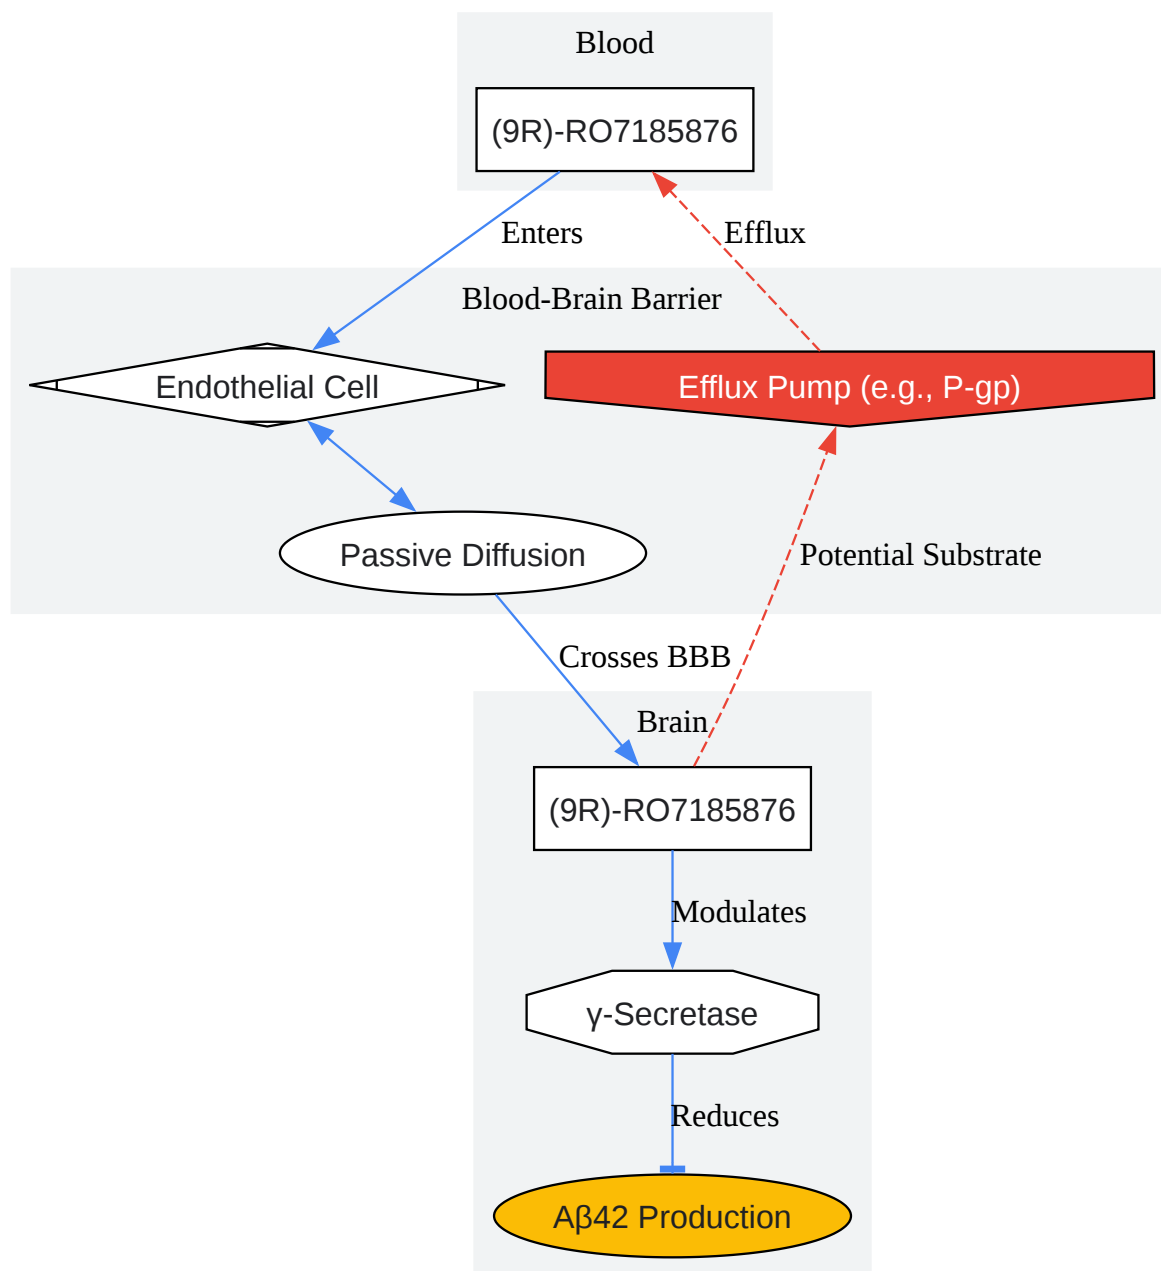 Blood
(9R)-RO7185876
Enters
Efflux
Blood-Brain Barrier
Endothelial Cell
Efflux Pump (e.g., P-gp)
Passive Diffusion
Potential Substrate
Crosses BBB
Brain
(9R)-RO7185876
Modulates
γ-Secretase
Reduces
Aβ42 Production